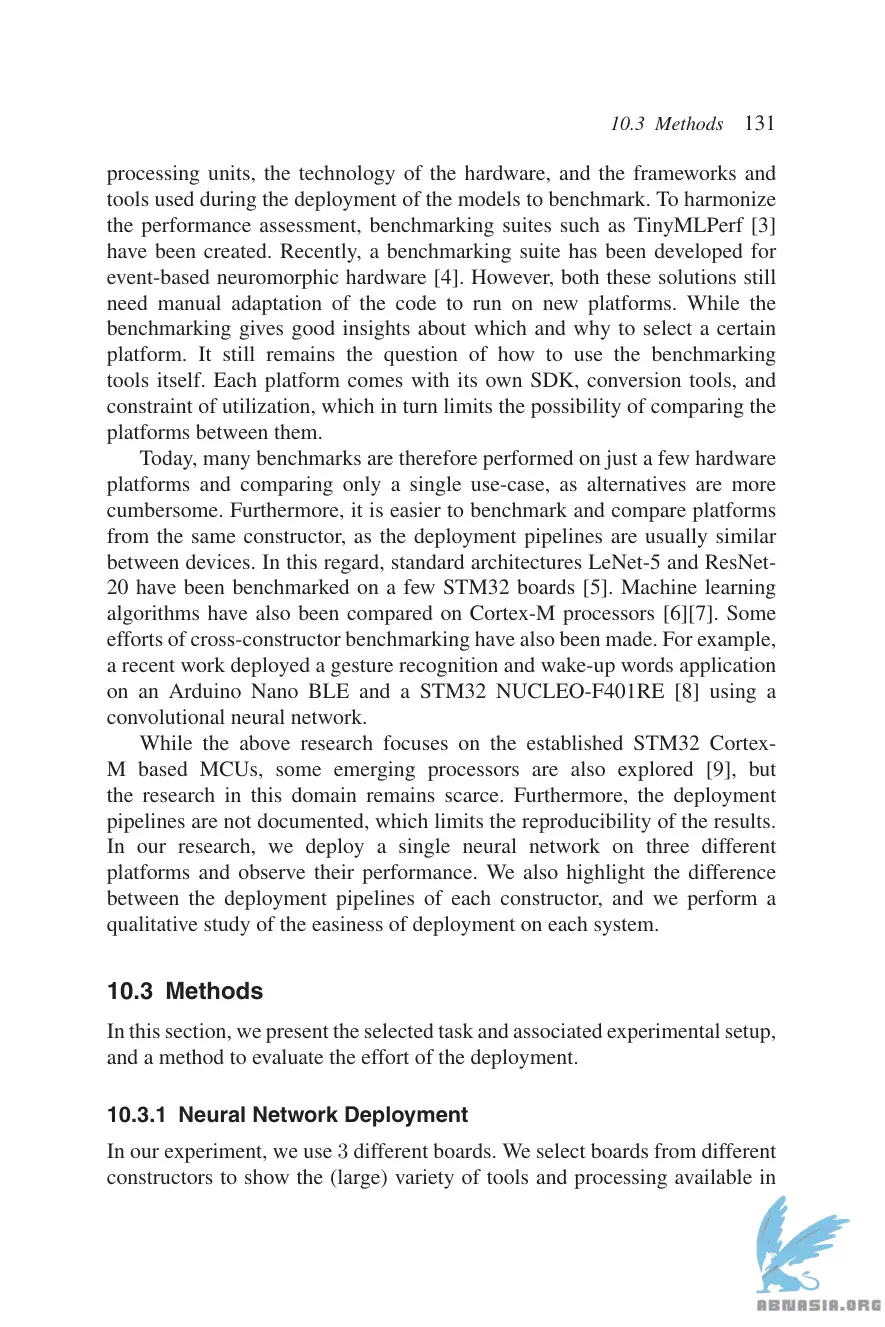 10.3 Methods 131
processing units, the technology of the hardware, and the frameworks and
tools used during the deployment of the models to benchmark. To harmonize
the performance assessment, benchmarking suites such as TinyMLPerf [3]
have been created. Recently, a benchmarking suite has been developed for
event-based neuromorphic hardware [4]. However, both these solutions still
need manual adaptation of the code to run on new platforms. While the
benchmarking gives good insights about which and why to select a certain
platform. It still remains the question of how to use the benchmarking
tools itself. Each platform comes with its own SDK, conversion tools, and
constraint of utilization, which in turn limits the possibility of comparing the
platforms between them.
Today, many benchmarks are therefore performed on just a few hardware
platforms and comparing only a single use-case, as alternatives are more
cumbersome. Furthermore, it is easier to benchmark and compare platforms
from the same constructor, as the deployment pipelines are usually similar
between devices. In this regard, standard architectures LeNet-5 and ResNet-
20 have been benchmarked on a few STM32 boards [5]. Machine learning
algorithms have also been compared on Cortex-M processors [6][7]. Some
efforts of cross-constructor benchmarking have also been made. For example,
a recent work deployed a gesture recognition and wake-up words application
on an Arduino Nano BLE and a STM32 NUCLEO-F401RE [8] using a
convolutional neural network.
While the above research focuses on the established STM32 Cortex-
M based MCUs, some emerging processors are also explored [9], but
the research in this domain remains scarce. Furthermore, the deployment
pipelines are not documented, which limits the reproducibility of the results.
In our research, we deploy a single neural network on three different
platforms and observe their performance. We also highlight the difference
between the deployment pipelines of each constructor, and we perform a
qualitative study of the easiness of deployment on each system.
10.3 Methods
In this section, we present the selected task and associated experimental setup,
and a method to evaluate the effort of the deployment.
10.3.1 Neural Network Deployment
In our experiment, we use 3 different boards. We select boards from different
constructors to show the (large) variety of tools and processing available in
ABNASIA.ORG